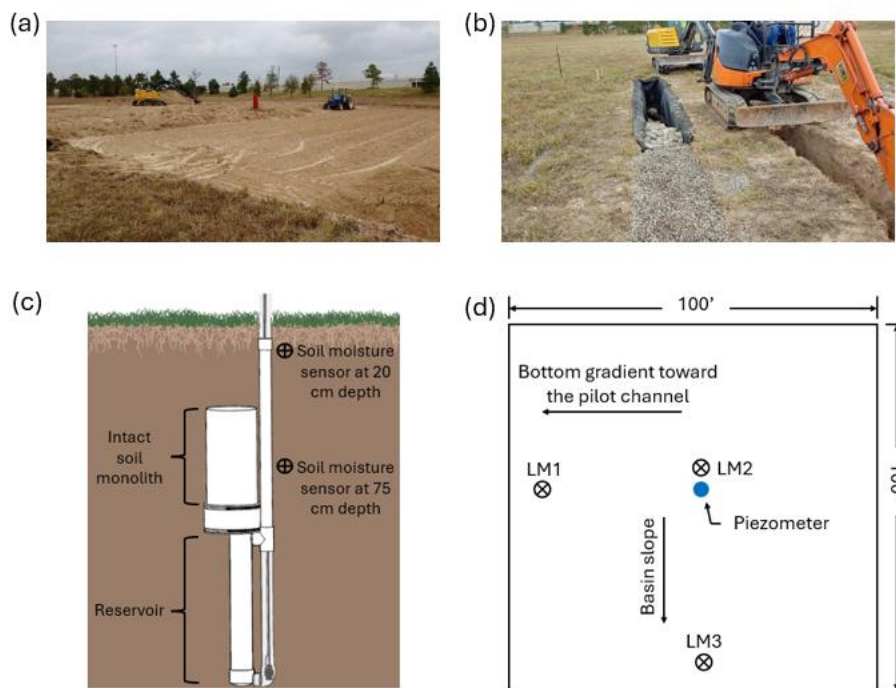 (a)
(b)
(c)
Soil moisture
sensor at 20
cm depth
Intact
soil
monolith
Soil moisture
sensor at 75
cm depth
Reservoir
(d)
100'
Bottom gradient toward
the pilot channel
LM1
LM2
Piezometer
Basin slope
LM3